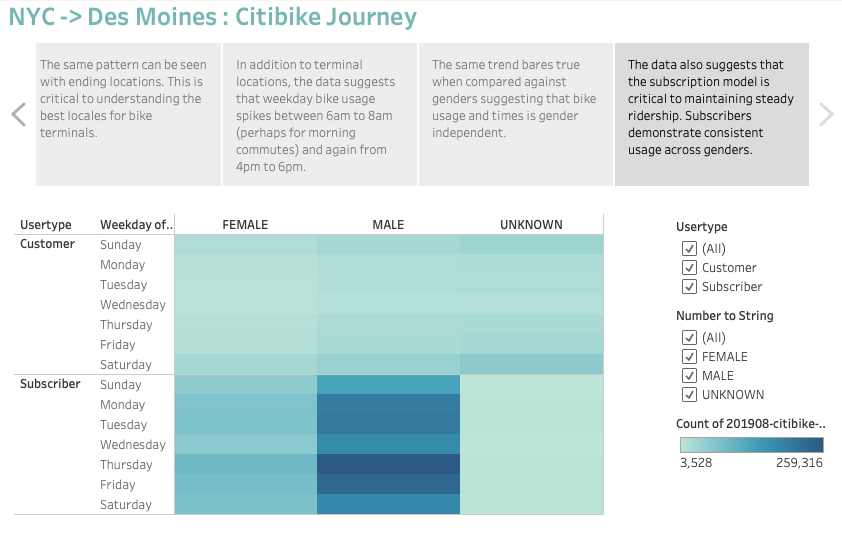 NYC -> Des Moines : Citibike Journey
The same pattern can be seen
with ending locations. This is
critical to understanding the
best locales for bike
terminals.
In addition to terminal
locations, the data suggests
that weekday bike usage
spikes between 6am to 8am
(perhaps for morning
commutes) and again from
4pm to 6pm.
The same trend bares true
when compared against
genders suggesting that bike
usage and times is gender
independent.
The data also suggests that
the subscription model is
critical to maintaining steady
ridership. Subscribers
demonstrate consistent
usage across genders.
Usertype Weekday of.. FEMALE MALE UNKNOWN
Customer Sunday
Monday
Tuesday
Wednesday
Thursday
Friday
Saturday
Subscriber Sunday
Monday
Tuesday
Wednesday
Thursday
Friday
Saturday
Usertype
(All)
Customer
Subscriber
Number to String
(All)
FEMALE
MALE
UNKNOWN
Count of 201908-citibike-..
3,528 259,316